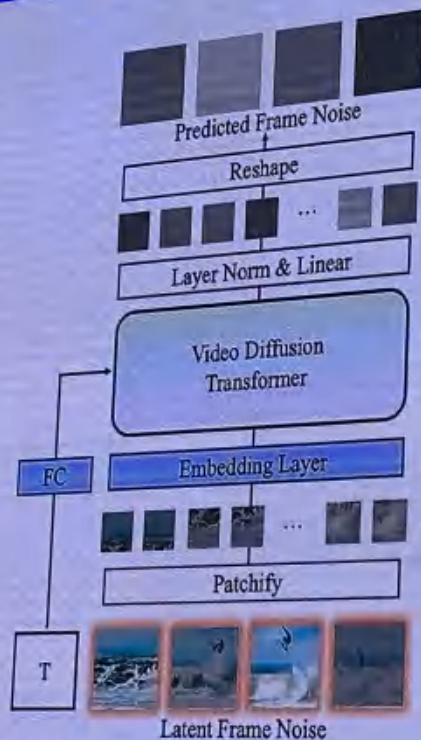 Predicted Frame Noise
Reshape
...
Layer Norm & Linear
Video Diffusion
Transformer
FC
Embedding Layer
...
Patchify
T
Latent Frame Noise